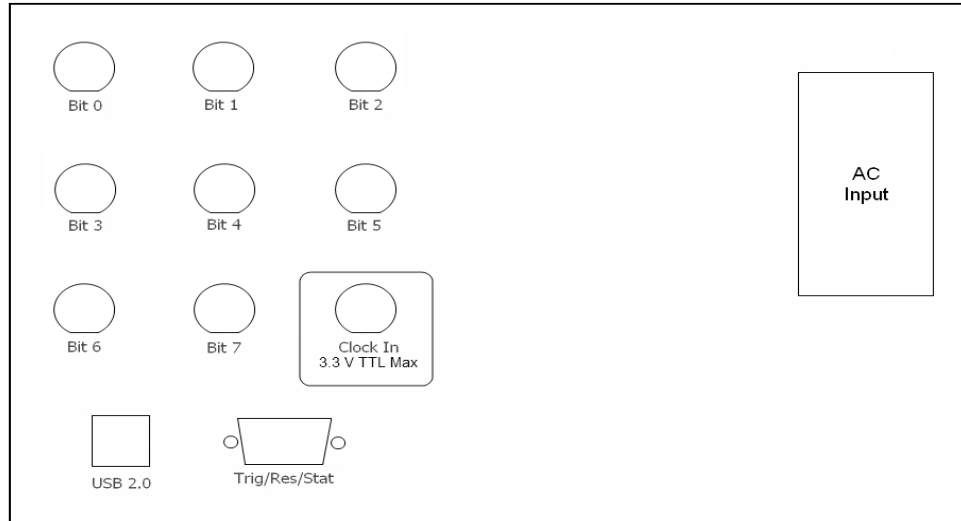 Bit 0
Bit 1
Bit 2
AC
Input
Bit 3
Bit 4
Bit 5
Bit 6
Bit 7
Clock In
3.3 V TTL Max
USB 2.0
Trig/Res/Stat